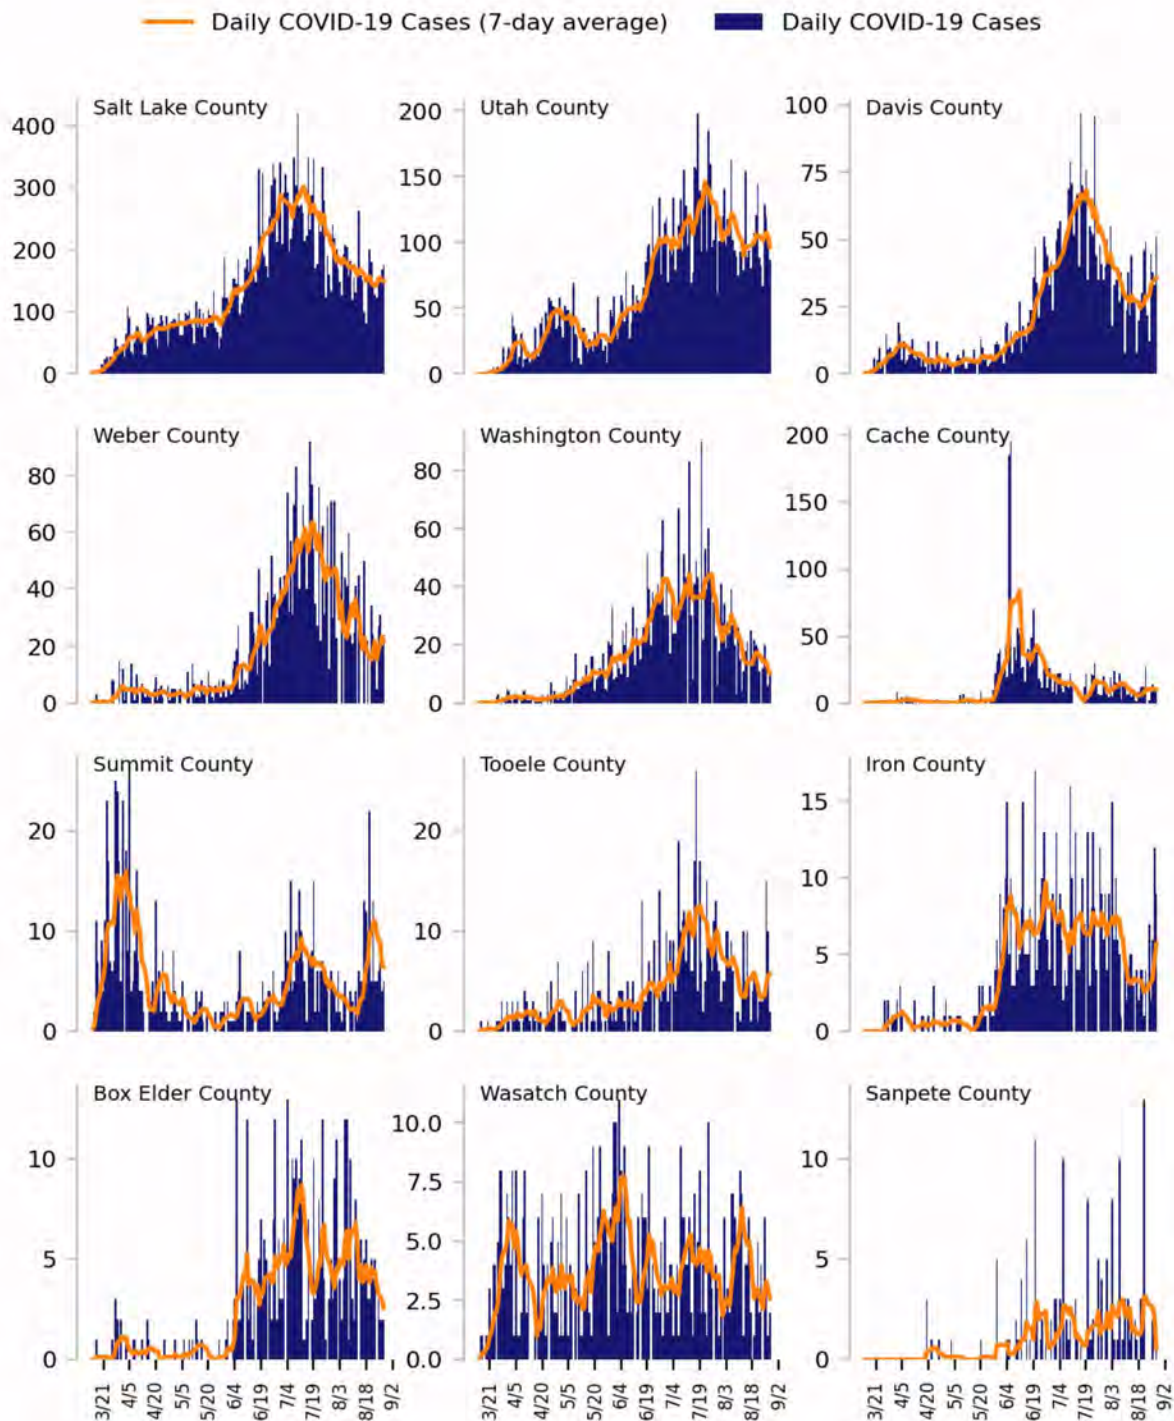 Daily COVID-19 Cases (7-day average) Daily COVID-19 Cases
Salt Lake County Utah County Davis County
400 300 200 100 0
200 150 100 50 0
100 75 50 25 0
Weber County Washington County Cache County
80 60 40 20 0
80 60 40 20 0
200 150 100 50 0
Summit County Tooele County Iron County
20 10 0
20 10 0
15 10 5 0
Box Elder County Wasatch County Sanpete County
10 5 0
10.0 7.5 5.0 2.5 0.0
10 5 0
3/21 4/5 4/20 5/5 5/20 6/4 6/19 7/4 7/19 8/3 8/18 9/2
3/21 4/5 4/20 5/5 5/20 6/4 6/19 7/4 7/19 8/3 8/18 9/2
3/21 4/5 4/20 5/5 5/20 6/4 6/19 7/4 7/19 8/3 8/18 9/2